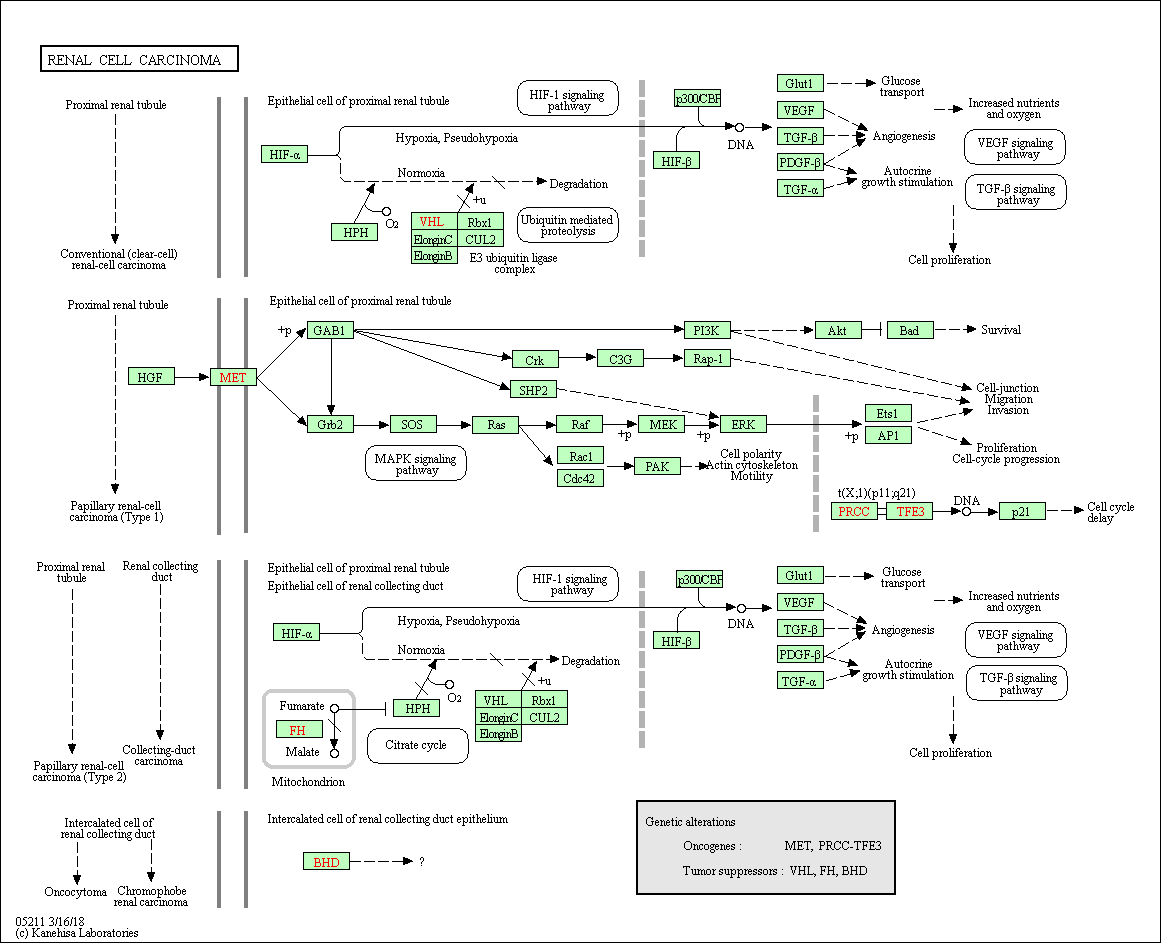 RENAL CELL CARCINOMA
Proximal renal tubule
Conventional (clear-cell)
renal-cell carcinoma
Epithelial cell of proximal renal tubule
HIF-1 signaling
pathway
Hypoxia, Pseudohypoxia
HIF-α
Normoxia
Degradation
HPH
O2
+u
VHL
Rbx1
ElonginC
CUL2
ElonginB
E3 ubiquitin ligase
complex
Ubiquitin mediated
proteolysis
p300/CBP
HIF-β
DNA
Glut1
VEGF
TGF-β
PDGF-β
TGF-α
Glucose
transport
Angiogenesis
Autocrine
growth stimulation
Increased nutrients
and oxygen
VEGF signaling
pathway
TGF-β signaling
pathway
Cell proliferation
Proximal renal tubule
Papillary renal-cell
carcinoma (Type 1)
Epithelial cell of proximal renal tubule
HGF
MET
+p
GAB1
PI3K
Akt
Bad
Survival
Crk
C3G
Rap-1
SHP2
Cell-junction
Migration
Invasion
Grb2
SOS
Ras
Raf
+p
MEK
+p
ERK
+p
Ets1
AP1
Proliferation
Cell-cycle progression
MAPK signaling
pathway
Rac1
Cdc42
PAK
Cell polarity
Actin cytoskeleton
Motility
t(X;1)(p11;q21)
PRCC
TFE3
DNA
p21
Cell cycle
delay
Proximal renal
tubule
Renal collecting
duct
Papillary renal-cell
carcinoma (Type 2)
Collecting-duct
carcinoma
Epithelial cell of proximal renal tubule
Epithelial cell of renal collecting duct
HIF-1 signaling
pathway
Hypoxia, Pseudohypoxia
HIF-α
Normoxia
Degradation
HPH
O2
+u
VHL
Rbx1
ElonginC
CUL2
ElonginB
Fumarate
FH
Malate
Mitochondrion
Citrate cycle
p300/CBP
HIF-β
DNA
Glut1
VEGF
TGF-β
PDGF-β
TGF-α
Glucose
transport
Angiogenesis
Autocrine
growth stimulation
Increased nutrients
and oxygen
VEGF signaling
pathway
TGF-β signaling
pathway
Cell proliferation
Intercalated cell of
renal collecting duct
Oncocytoma
Chromophobe
renal carcinoma
Intercalated cell of renal collecting duct epithelium
BHD
?
Genetic alterations
Oncogenes : MET, PRCC-TFE3
Tumor suppressors : VHL, FH, BHD
05211 3/16/18
(c) Kanehisa Laboratories